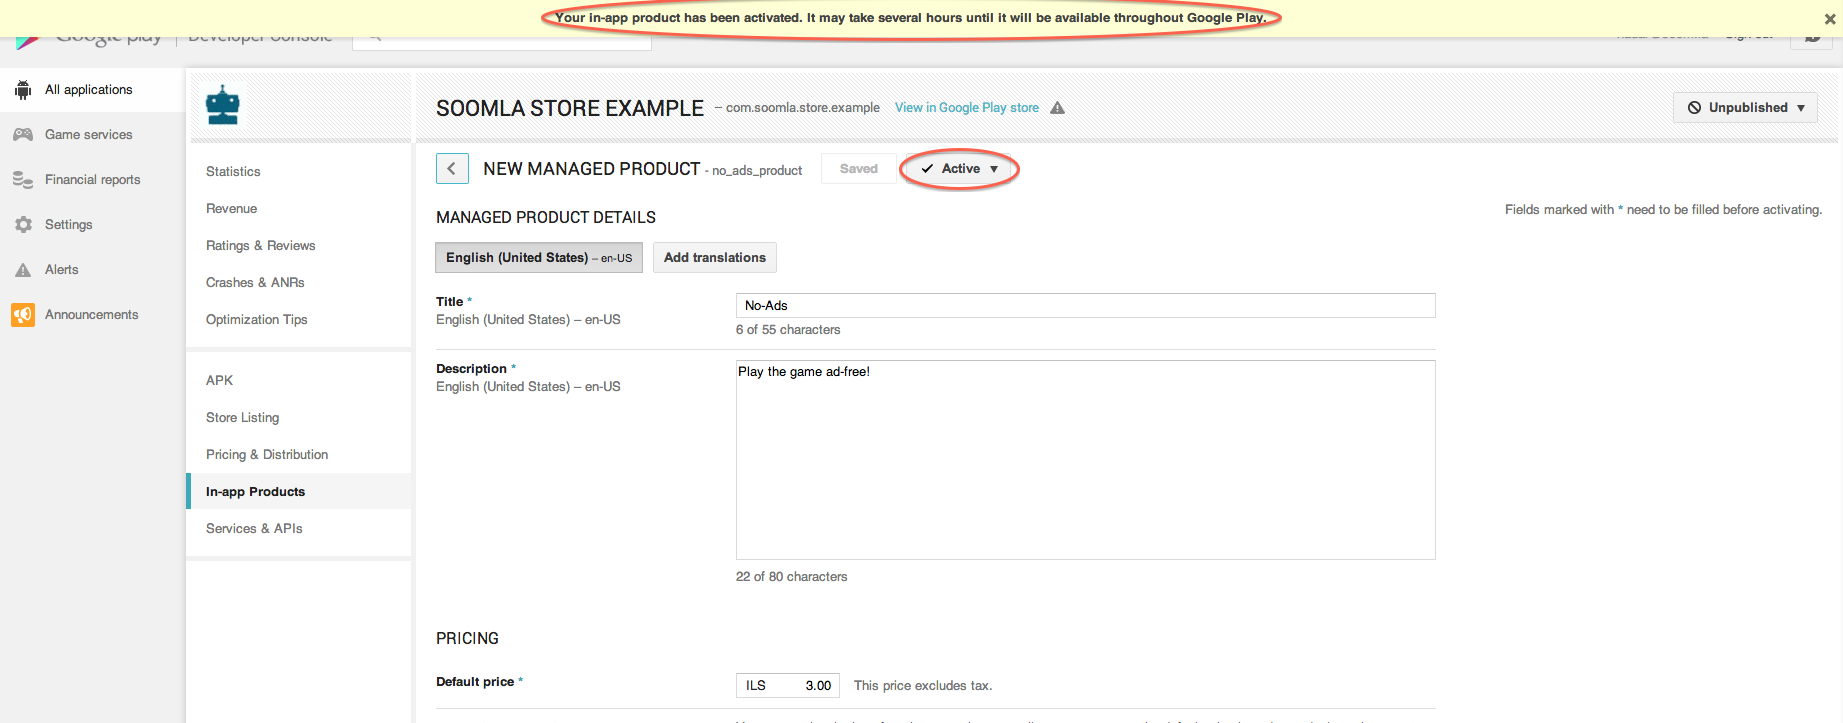 Your in-app product has been activated. It may take several hours until it will be available throughout Google Play.
Google play | Developer Console
All applications
Game services
Financial reports
Settings
Alerts
Announcements
Statistics
Revenue
Ratings & Reviews
Crashes & ANRs
Optimization Tips
APK
Store Listing
Pricing & Distribution
In-app Products
Services & APIs
SOOMLA STORE EXAMPLE – com.soomla.store.example View in Google Play store
Unpublished
NEW MANAGED PRODUCT - no_ads_product Saved Active
MANAGED PRODUCT DETAILS
Fields marked with * need to be filled before activating.
English (United States) – en-US Add translations
Title *
English (United States) – en-US
No-Ads
6 of 55 characters
Description *
English (United States) – en-US
Play the game ad-free!
22 of 80 characters
PRICING
Default price *
ILS 3.00 This price excludes tax.